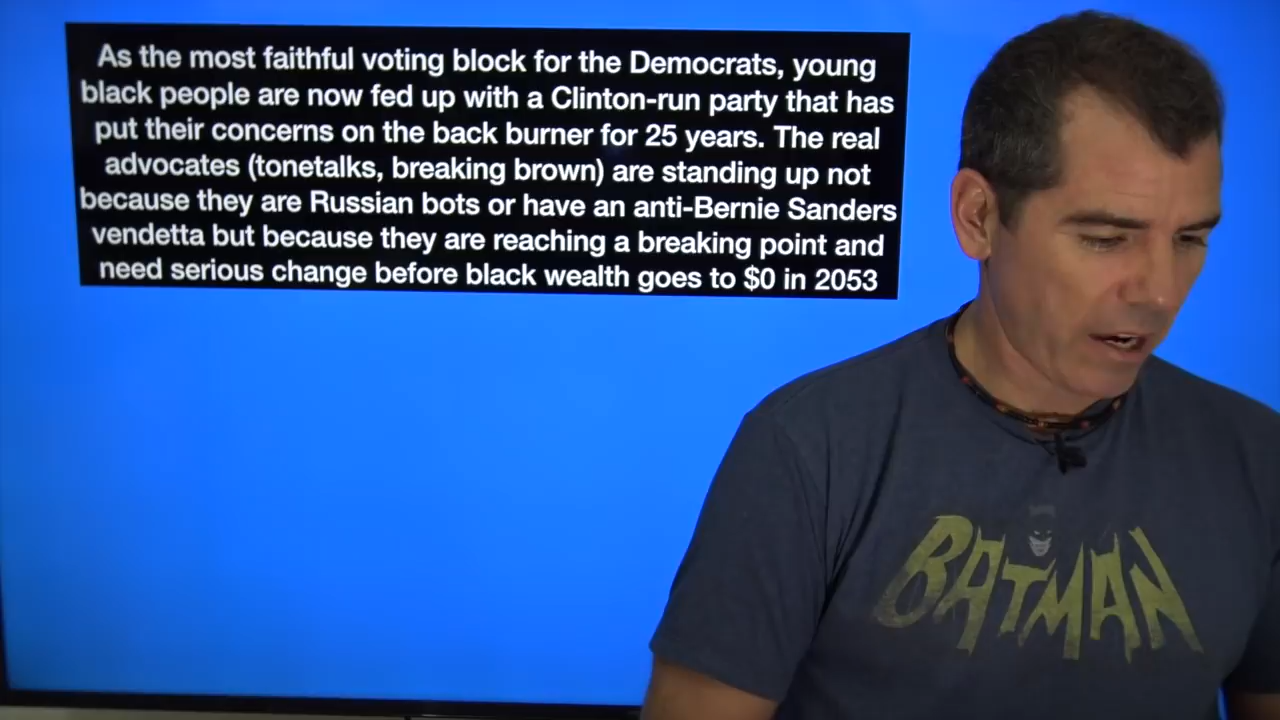 As the most faithful voting block for the Democrats, young
black people are now fed up with a Clinton-run party that has
put their concerns on the back burner for 25 years. The real
advocates (tonetalks, breaking brown) are standing up not
because they are Russian bots or have an anti-Bernie Sanders
vendetta but because they are reaching a breaking point and
need serious change before black wealth goes to $0 in 2053
BATMAN